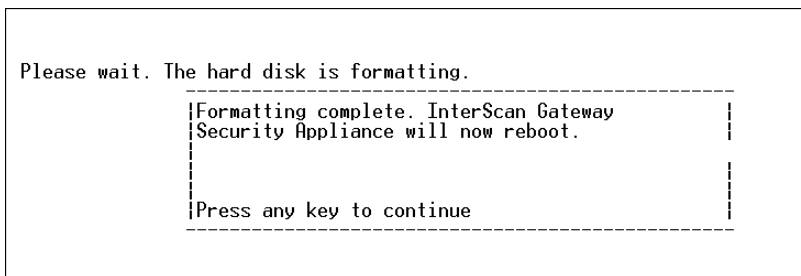 Please wait. The hard disk is formatting.
Formatting complete. InterScan Gateway
Security Appliance will now reboot.
Press any key to continue